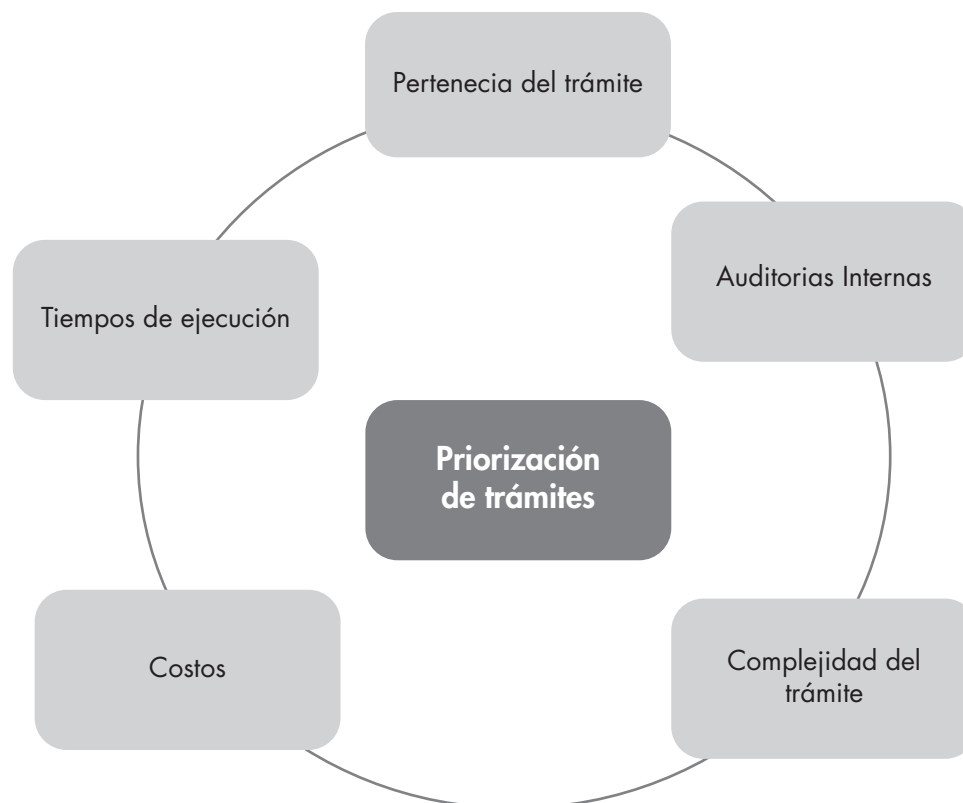 Pertenecia del trámite
Auditorias Internas
Tiempos de ejecución
Priorización
de trámites
Costos
Complejidad del
trámite